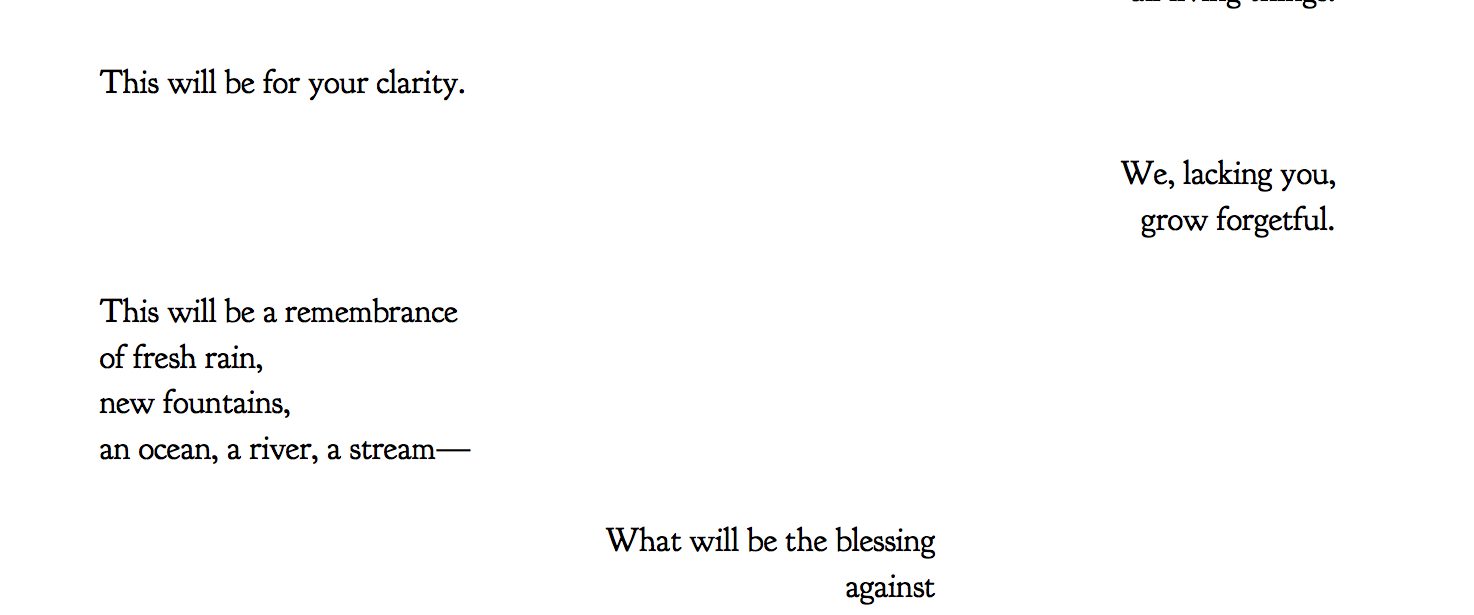 This will be for your clarity.
We, lacking you,
grow forgetful.
This will be a remembrance
of fresh rain,
new fountains,
an ocean, a river, a stream—
What will be the blessing
against